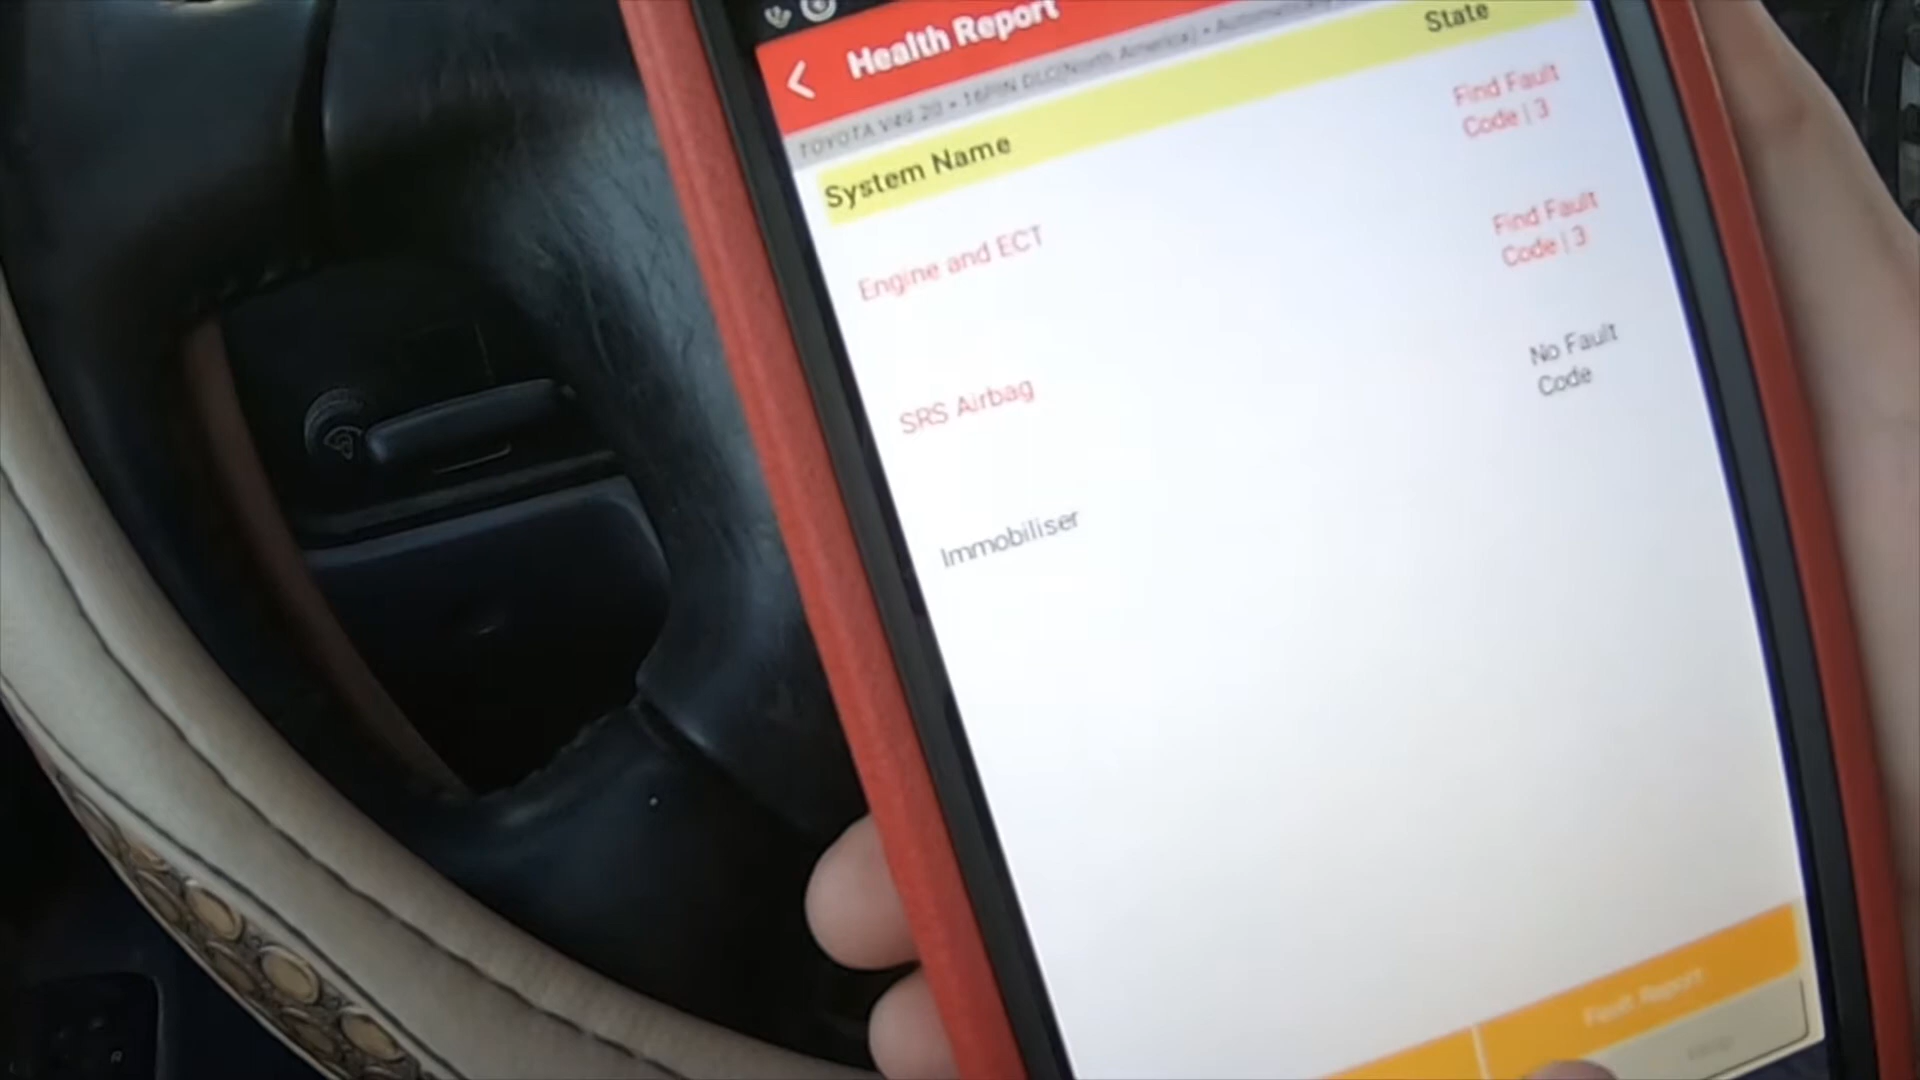 Health Report
TOYOTA V49.20 • 16PIN DLC(North America) •
System Name State
Engine and ECT Find Fault
Code | 3
SRS Airbag Find Fault
Code | 3
Immobiliser No Fault
Code
Fault Report